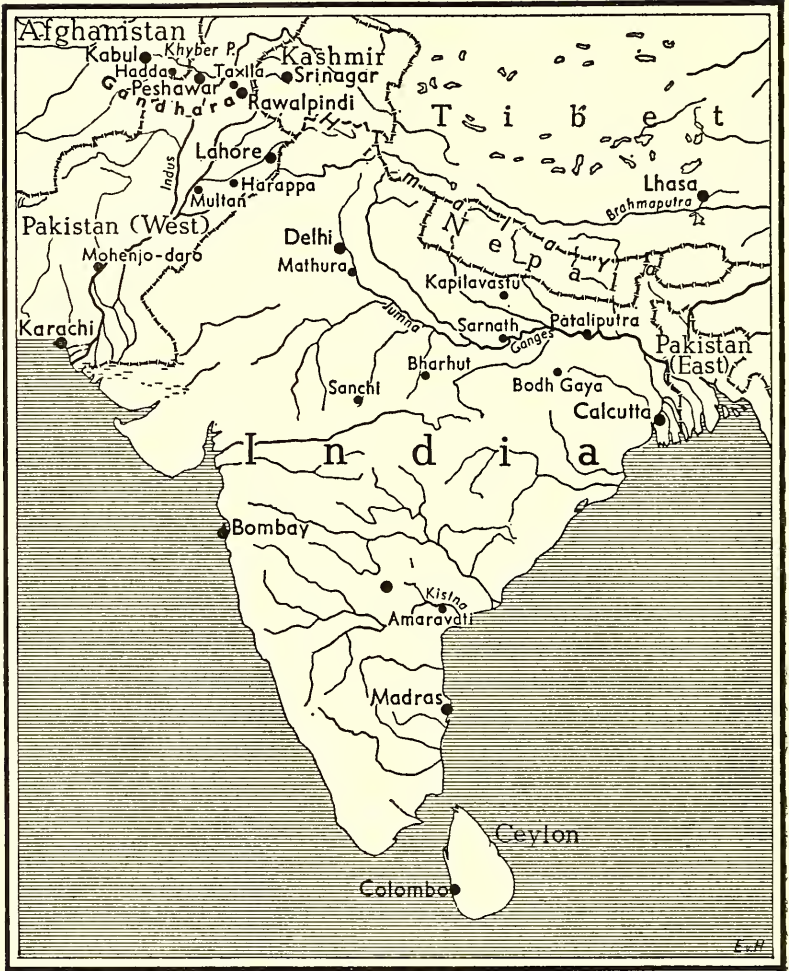 Afghanistan
Khyber P.
Kabul
Kashmir
Hadda
Taxila
Srinagar
Peshawar
Gandhara
Rawalpindi
Tibet
Lahore
Indus
Harappa
Multan
Lhasa
Brahmaputra
Himalaya
Pakistan (West)
Nepal
Delhi
Mohenjo-daro
Mathura
Kapilavastu
Karachi
Jumna
Sarnath
Ganges
Pataliputra
Pakistan
(East)
Bharhut
Sanchi
Bodh Gaya
Calcutta
India
Bombay
Kistna
Amaravati
Madras
Ceylon
Colombo
E.v.H